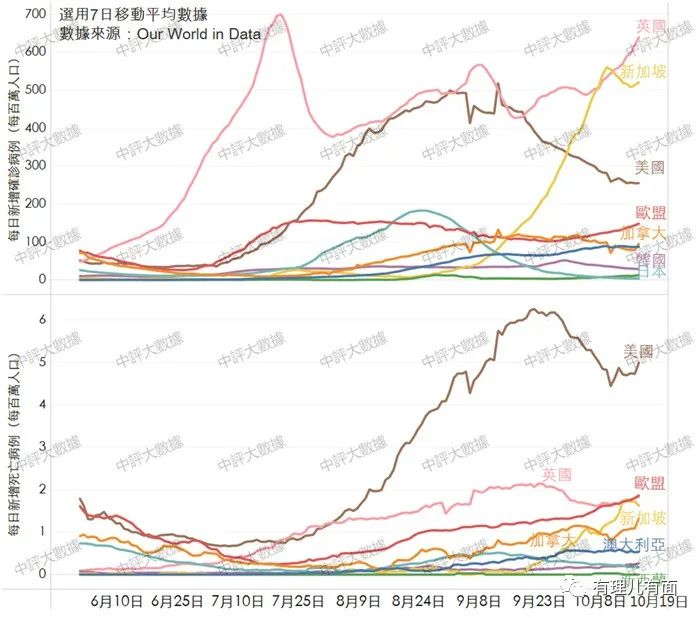 選用7日移動平均數據
數據來源：Our World in Data
每日新增確診病例（每百萬人口）
700
600
500
400
300
200
100
0
英國
新加坡
美國
歐盟
加拿大
韓國
日本
每日新增死亡病例（每百萬人口）
6
5
4
3
2
1
0
美國
英國
歐盟
新加坡
加拿大
澳大利亞
6月10日 6月25日 7月10日 7月25日 8月9日 8月24日 9月8日 9月23日 10月8日 10月19日
中評大數據
有理儿有面